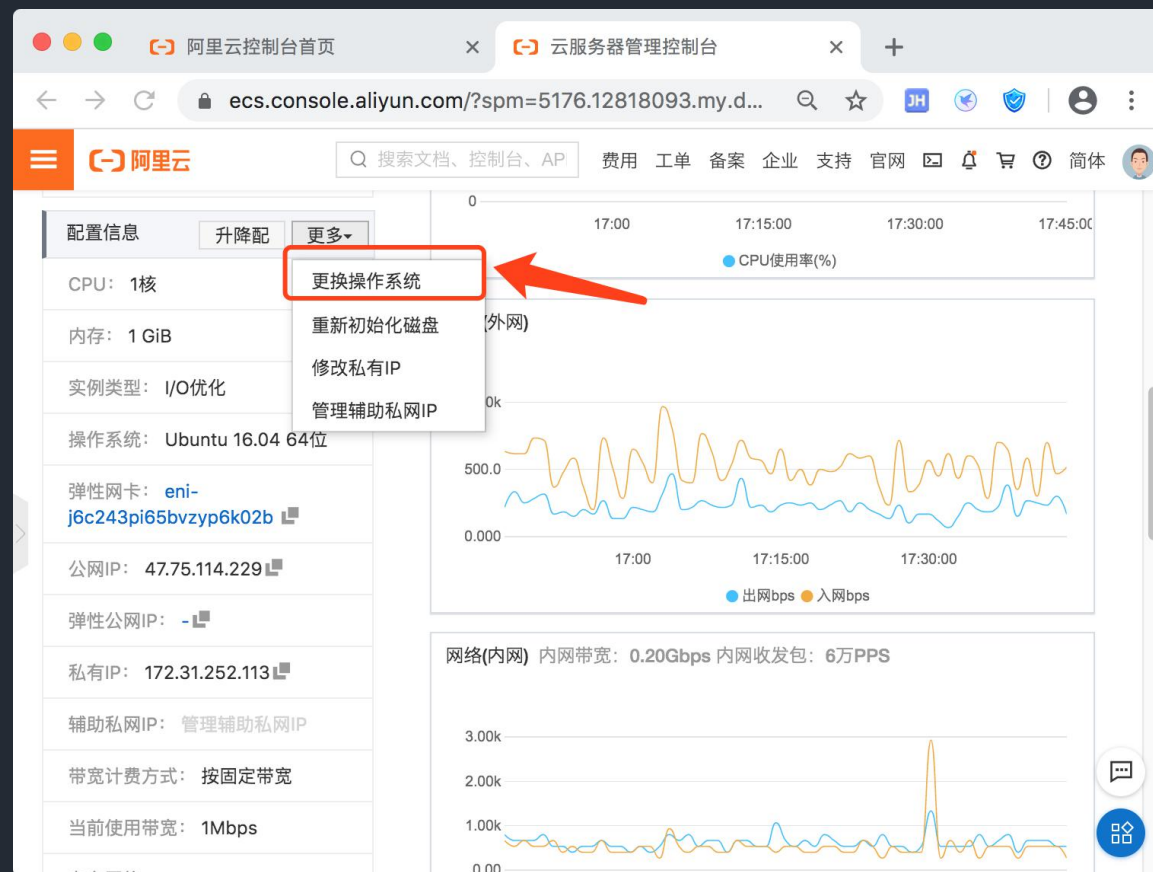 阿里云控制台首页
云服务器管理控制台
ecs.console.aliyun.com/?spm=5176.12818093.my.d...
JH
阿里云
搜索文档、控制台、AP
费用 工单 备案 企业 支持 官网 简体
配置信息 升降配 更多
更换操作系统
重新初始化磁盘
修改私有IP
管理辅助私网IP
CPU： 1核
内存： 1 GiB
实例类型： I/O优化
操作系统： Ubuntu 16.04 64位
弹性网卡： eni-
j6c243pi65bvzyp6k02b
公网IP： 47.75.114.229
弹性公网IP： -
私有IP： 172.31.252.113
辅助私网IP： 管理辅助私网IP
带宽计费方式： 按固定带宽
当前使用带宽： 1Mbps
0
17:00 17:15:00 17:30:00 17:45:00
CPU使用率(%)
(外网)
0k
500.0
0.000
17:00 17:15:00 17:30:00
出网bps 入网bps
网络(内网) 内网带宽：0.20Gbps 内网收发包：6万PPS
3.00k
2.00k
1.00k
0.00